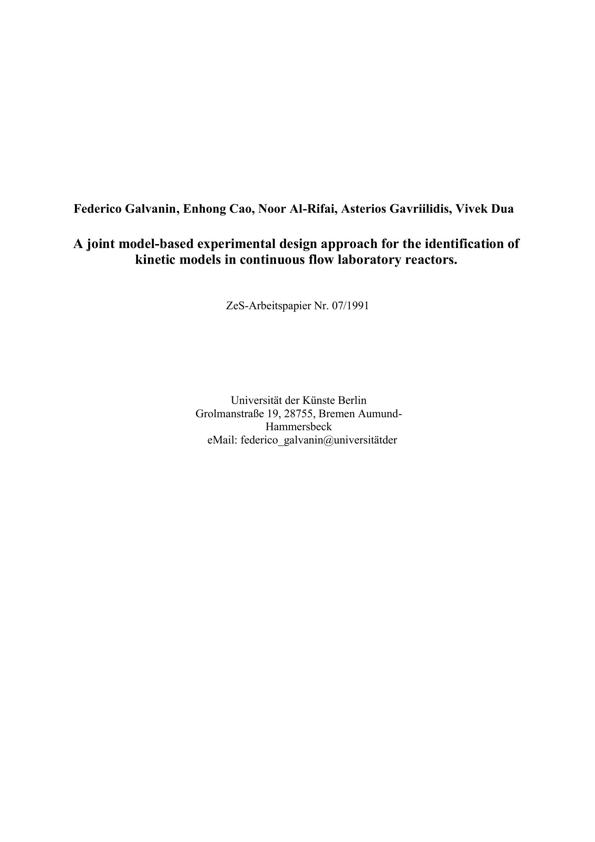 Federico Galvanin, Enhong Cao, Noor Al-Rifai, Asterios Gavriilidis, Vivek Dua
A joint model-based experimental design approach for the identification of
kinetic models in continuous flow laboratory reactors.
ZeS-Arbeitspapier Nr. 07/1991
Universität der Künste Berlin
Grolmanstraße 19, 28755, Bremen Aumund-
Hammersbeck
eMail: federico_galvanin@universitätder